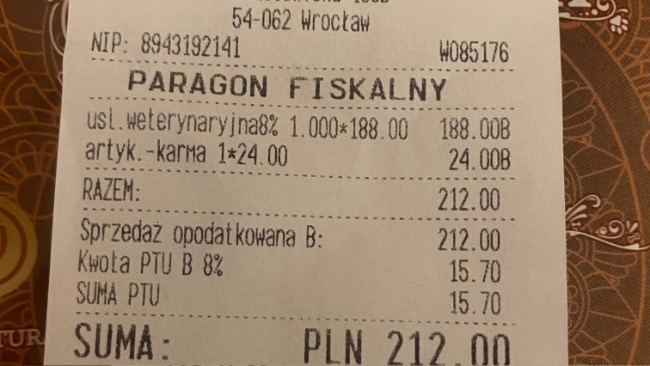 54-062 Wrocław
NIP: 8943192141 W085176
PARAGON FISKALNY
usł.weterynaryjna8% 1.000*188.00 188.00B
artyk.-karma 1*24.00 24.00B
RAZEM: 212.00
Sprzedaż opodatkowana B: 212.00
Kwota PTU B 8% 15.70
SUMA PTU 15.70
SUMA: PLN 212.00